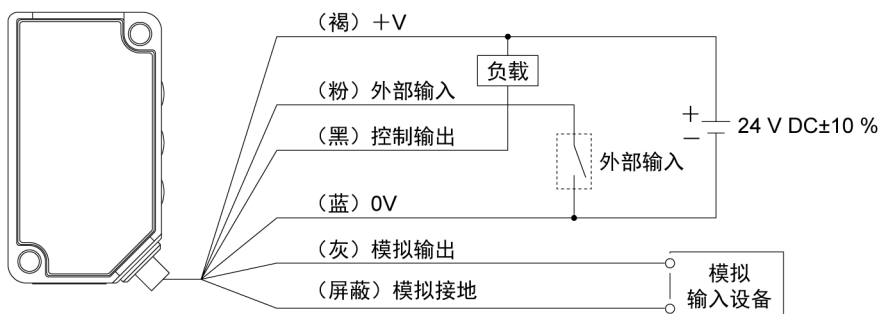 （褐）＋V
负载
（粉）外部输入
（黑）控制输出
＋
－
24 V DC±10 %
外部输入
（蓝）0V
（灰）模拟输出
（屏蔽）模拟接地
模拟
输入设备